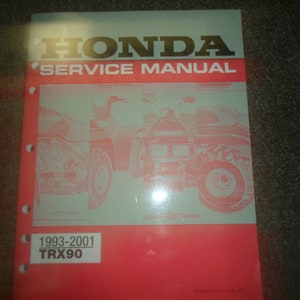 HONDA
SERVICE MANUAL
1993-2001
TRX90